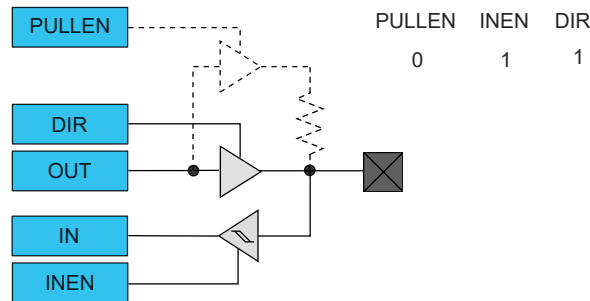 PULLEN
PULLEN INEN DIR
0 1 1
DIR
OUT
IN
INEN